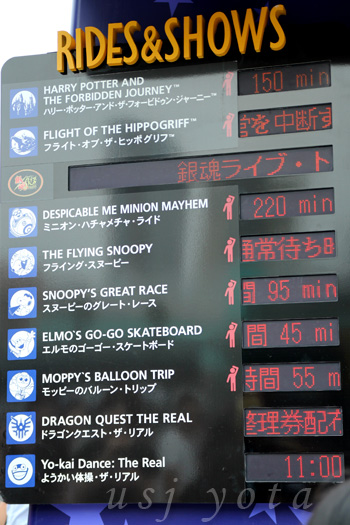 RIDES&SHOWS
HARRY POTTER AND
THE FORBIDDEN JOURNEY™
ハリー・ポッター・アンド・ザ・フォービドゥン・ジャーニー™
150 min
FLIGHT OF THE HIPPOGRIFF™
フライト・オブ・ザ・ヒッポグリフ™
を中断す
銀魂ライブ・ト
DESPICABLE ME MINION MAYHEM
ミニオン・ハチャメチャ・ライド
220 min
THE FLYING SNOOPY
フライング・スヌーピー
通常待ち時
SNOOPY'S GREAT RACE
スヌーピーのグレート・レース
間 95 min
ELMO`S GO-GO SKATEBOARD
エルモのゴーゴー・スケートボード
間 45 mi
MOPPY`S BALLOON TRIP
モッピーのバルーン・トリップ
時間 55 m
DRAGON QUEST THE REAL
ドラゴンクエスト・ザ・リアル
整理券配布
Yo-kai Dance: The Real
ようかい体操・ザ・リアル
11:00
usj yota